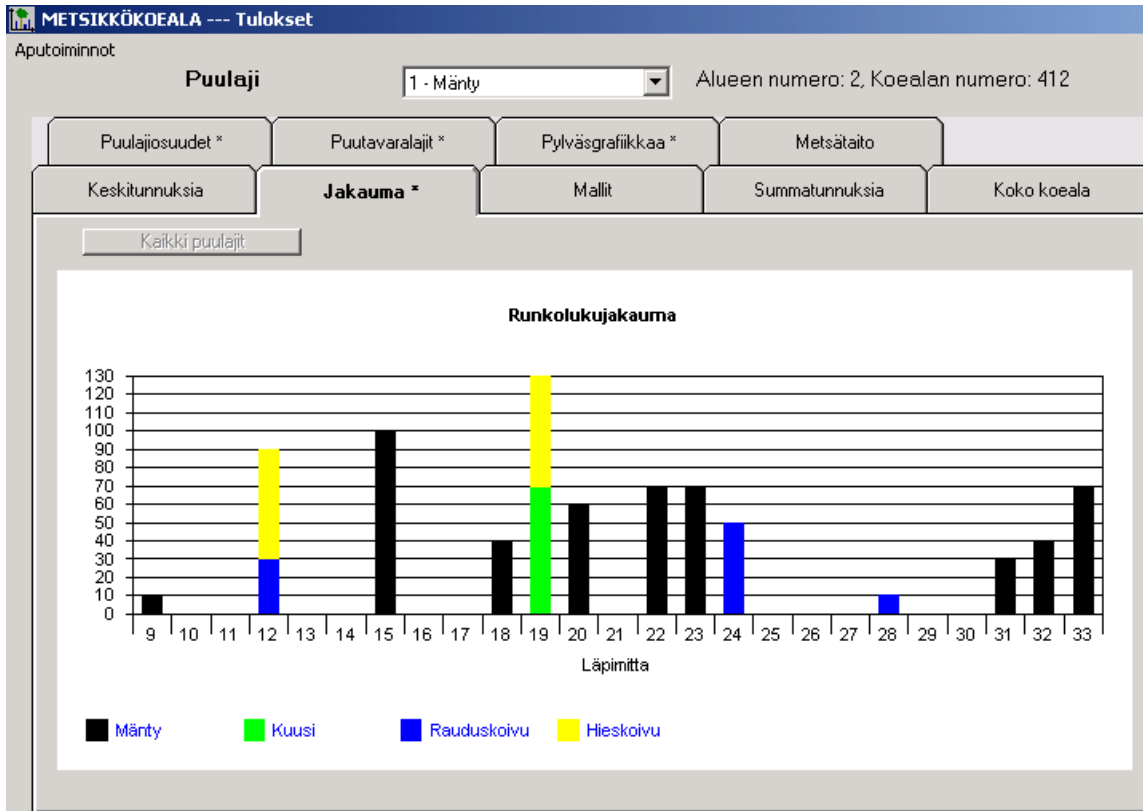 METSIKKÖKOEALA --- Tulokset
Aputoiminnot
Puulaji 1 - Mänty Alueen numero: 2, Koealan numero: 412
Puulajiosuudet * Puutavaralajit * Pylväsgrafiikkaa * Metsätaito
Keskitunnuksia Jakauma * Mallit Summatunnuksia Koko koeala
Kaikki puulajit
Runkolukujakauma
130
120
110
100
90
80
70
60
50
40
30
20
10
0
9 10 11 12 13 14 15 16 17 18 19 20 21 22 23 24 25 26 27 28 29 30 31 32 33
Läpimitta
Mänty Kuusi Rauduskoivu Hieskoivu